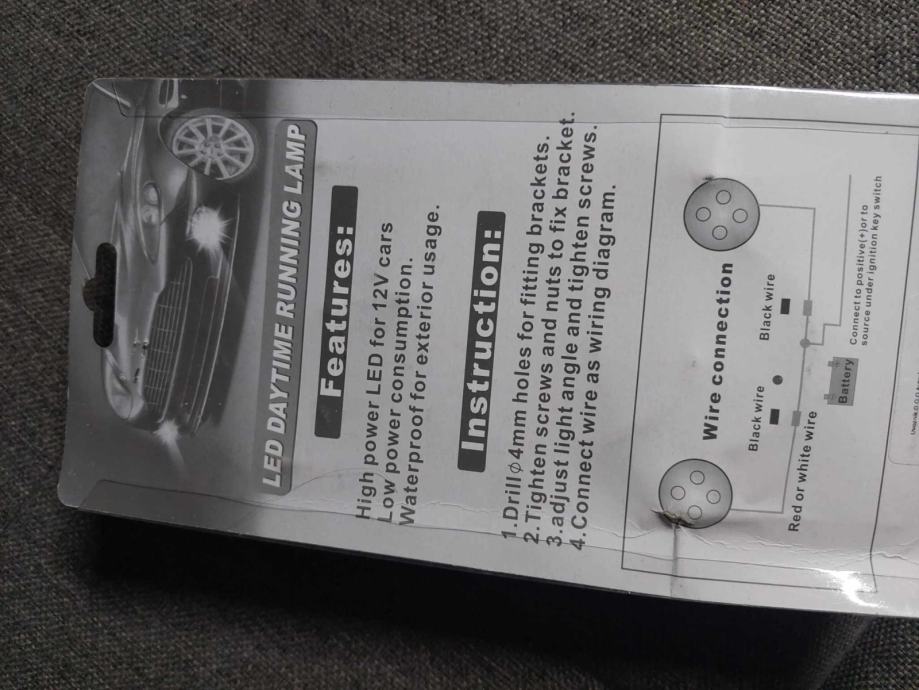 LED DAYTIME RUNNING LAMP
Features:
High power LED for 12V cars
Low power consumption.
Waterproof for exterior usage.
Instruction:
1.Drill ϕ4mm holes for fitting brackets.
2.Tighten screws and nuts to fix bracket.
3.adjust light angle and tighten screws.
4.Connect wire as wiring diagram.
Wire connection
Black wire
Black wire
Red or white wire
Battery
Connect to positive(+)or to
source under ignition key switch